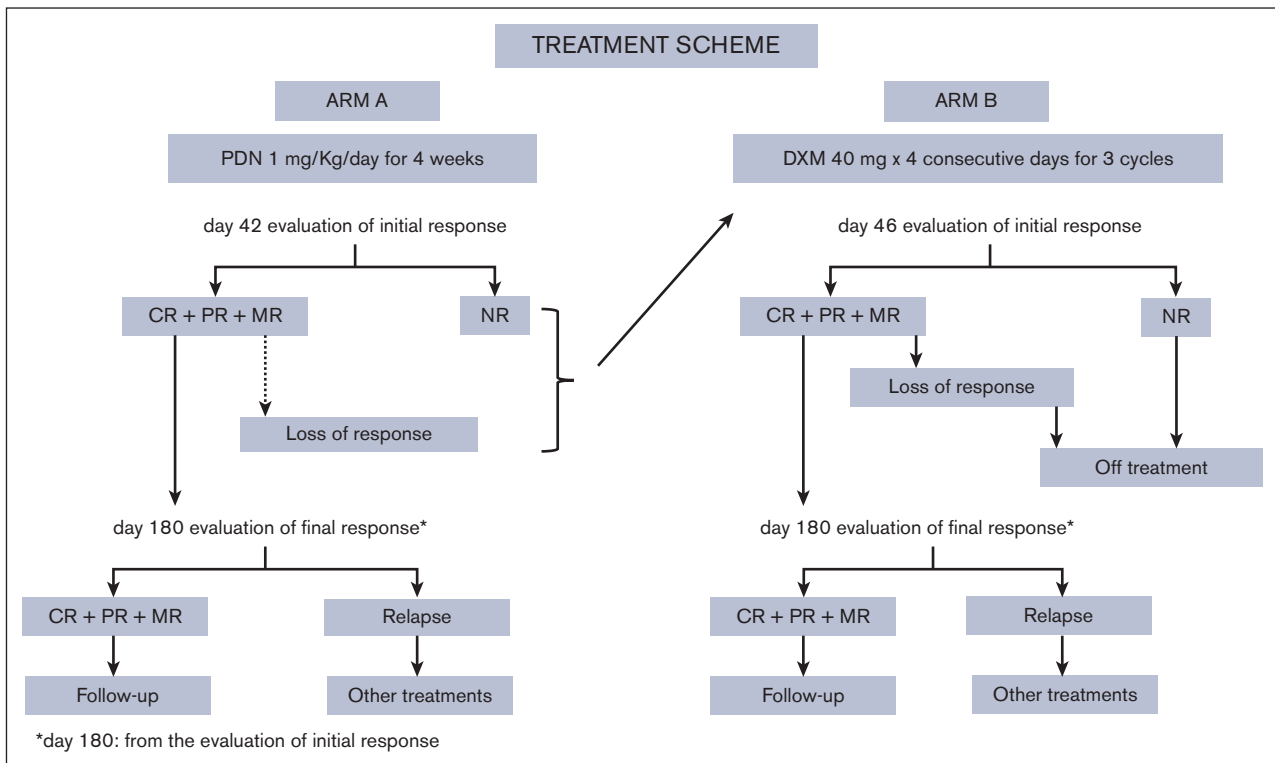 TREATMENT SCHEME
ARM A
PDN 1 mg/Kg/day for 4 weeks
day 42 evaluation of initial response
CR + PR + MR
NR
Loss of response
day 180 evaluation of final response*
CR + PR + MR
Relapse
Follow-up
Other treatments
ARM B
DXM 40 mg x 4 consecutive days for 3 cycles
day 46 evaluation of initial response
CR + PR + MR
NR
Loss of response
Off treatment
day 180 evaluation of final response*
CR + PR + MR
Relapse
Follow-up
Other treatments
*day 180: from the evaluation of initial response